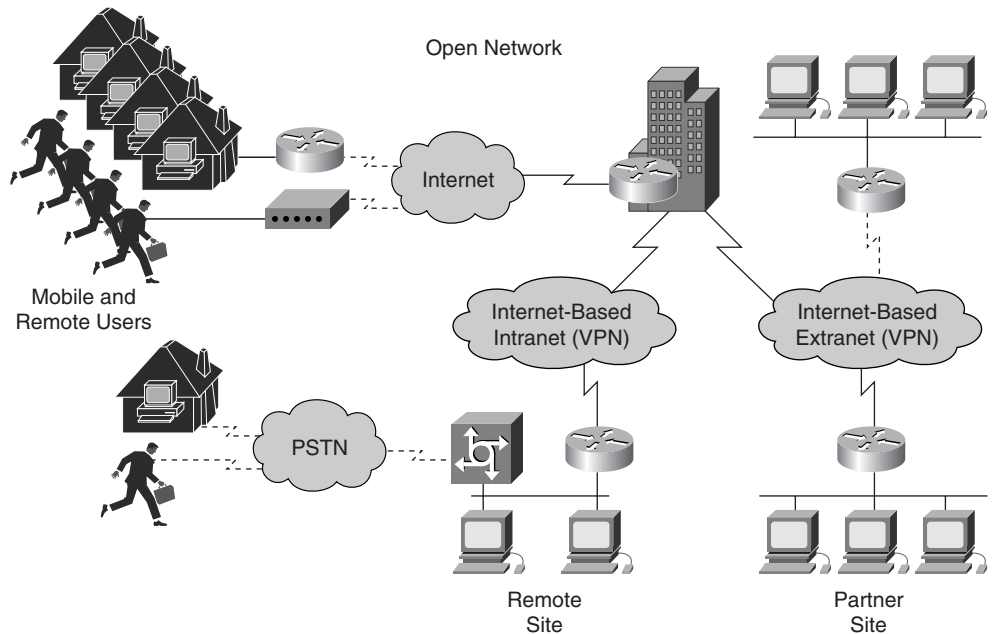 Open Network
Internet
Mobile and
Remote Users
Internet-Based
Intranet (VPN)
Internet-Based
Extranet (VPN)
PSTN
Remote
Site
Partner
Site